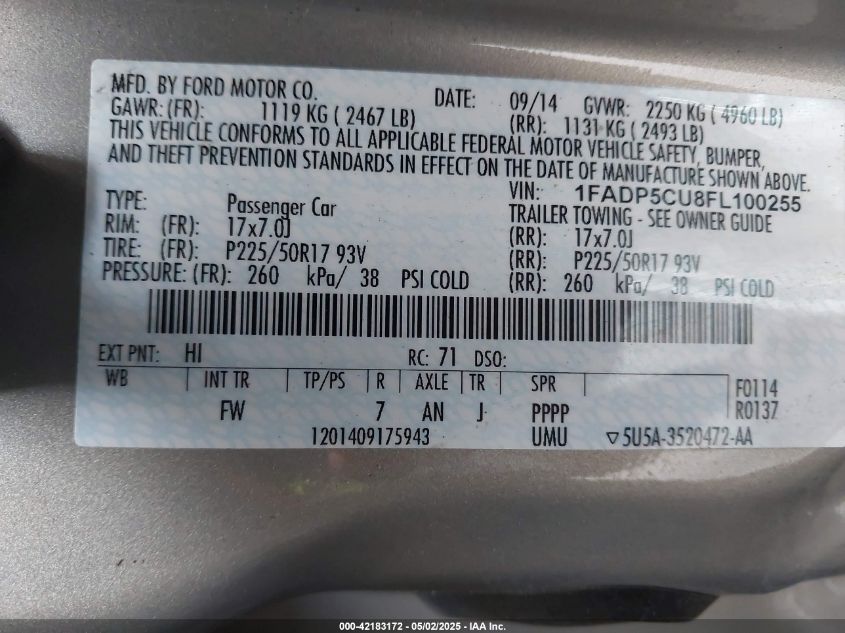 MFD. BY FORD MOTOR CO. DATE: 09/14 GVWR: 2250 KG ( 4960 LB)
GAWR: (FR): 1119 KG ( 2467 LB) (RR): 1131 KG ( 2493 LB)
THIS VEHICLE CONFORMS TO ALL APPLICABLE FEDERAL MOTOR VEHICLE SAFETY, BUMPER,
AND THEFT PREVENTION STANDARDS IN EFFECT ON THE DATE OF MANUFACTURE SHOWN ABOVE.
VIN: 1FADP5CU8FL100255
TYPE: Passenger Car TRAILER TOWING - SEE OWNER GUIDE
RIM: (FR): 17x7.0J (RR): 17x7.0J
TIRE: (FR): P225/50R17 93V (RR): P225/50R17 93V
PRESSURE: (FR): 260 kPa/ 38 PSI COLD (RR): 260 kPa/ 38 PSI COLD
EXT PNT: HI RC: 71 DSO:
WB INT TR TP/PS R AXLE TR SPR F0114
FW 7 AN J PPPP R0137
1201409175943 UMU ▽5U5A-3520472-AA
000-42183172 - 05/02/2025 - IAA Inc.